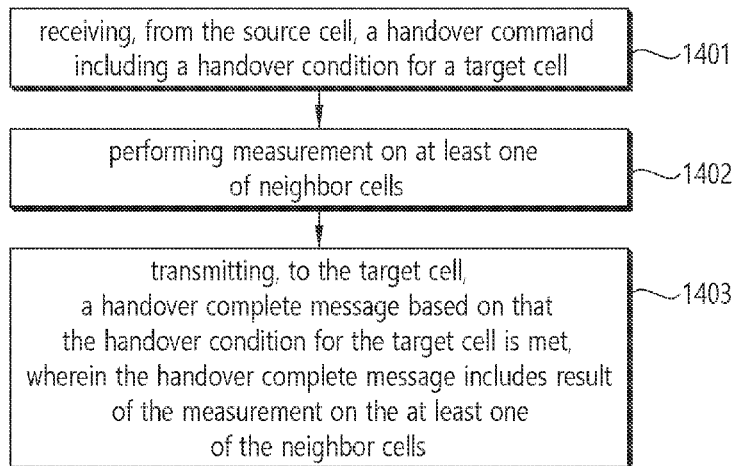 receiving, from the source cell, a handover command
including a handover condition for a target cell
1401
performing measurement on at least one
of neighbor cells
1402
transmitting, to the target cell,
a handover complete message based on that
the handover condition for the target cell is met,
wherein the handover complete message includes result
of the measurement on the at least one
of the neighbor cells
1403